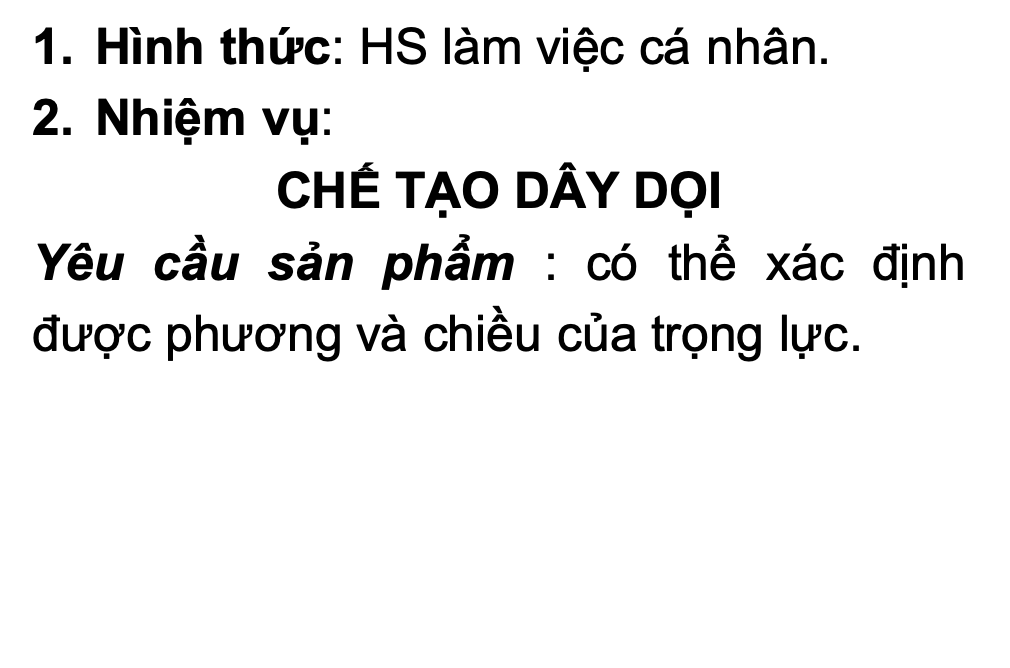 1. Hình thức: HS làm việc cá nhân.
2. Nhiệm vụ:
CHẾ TẠO DÂY DỌI
Yêu cầu sản phẩm : có thể xác định
được phương và chiều của trọng lực.